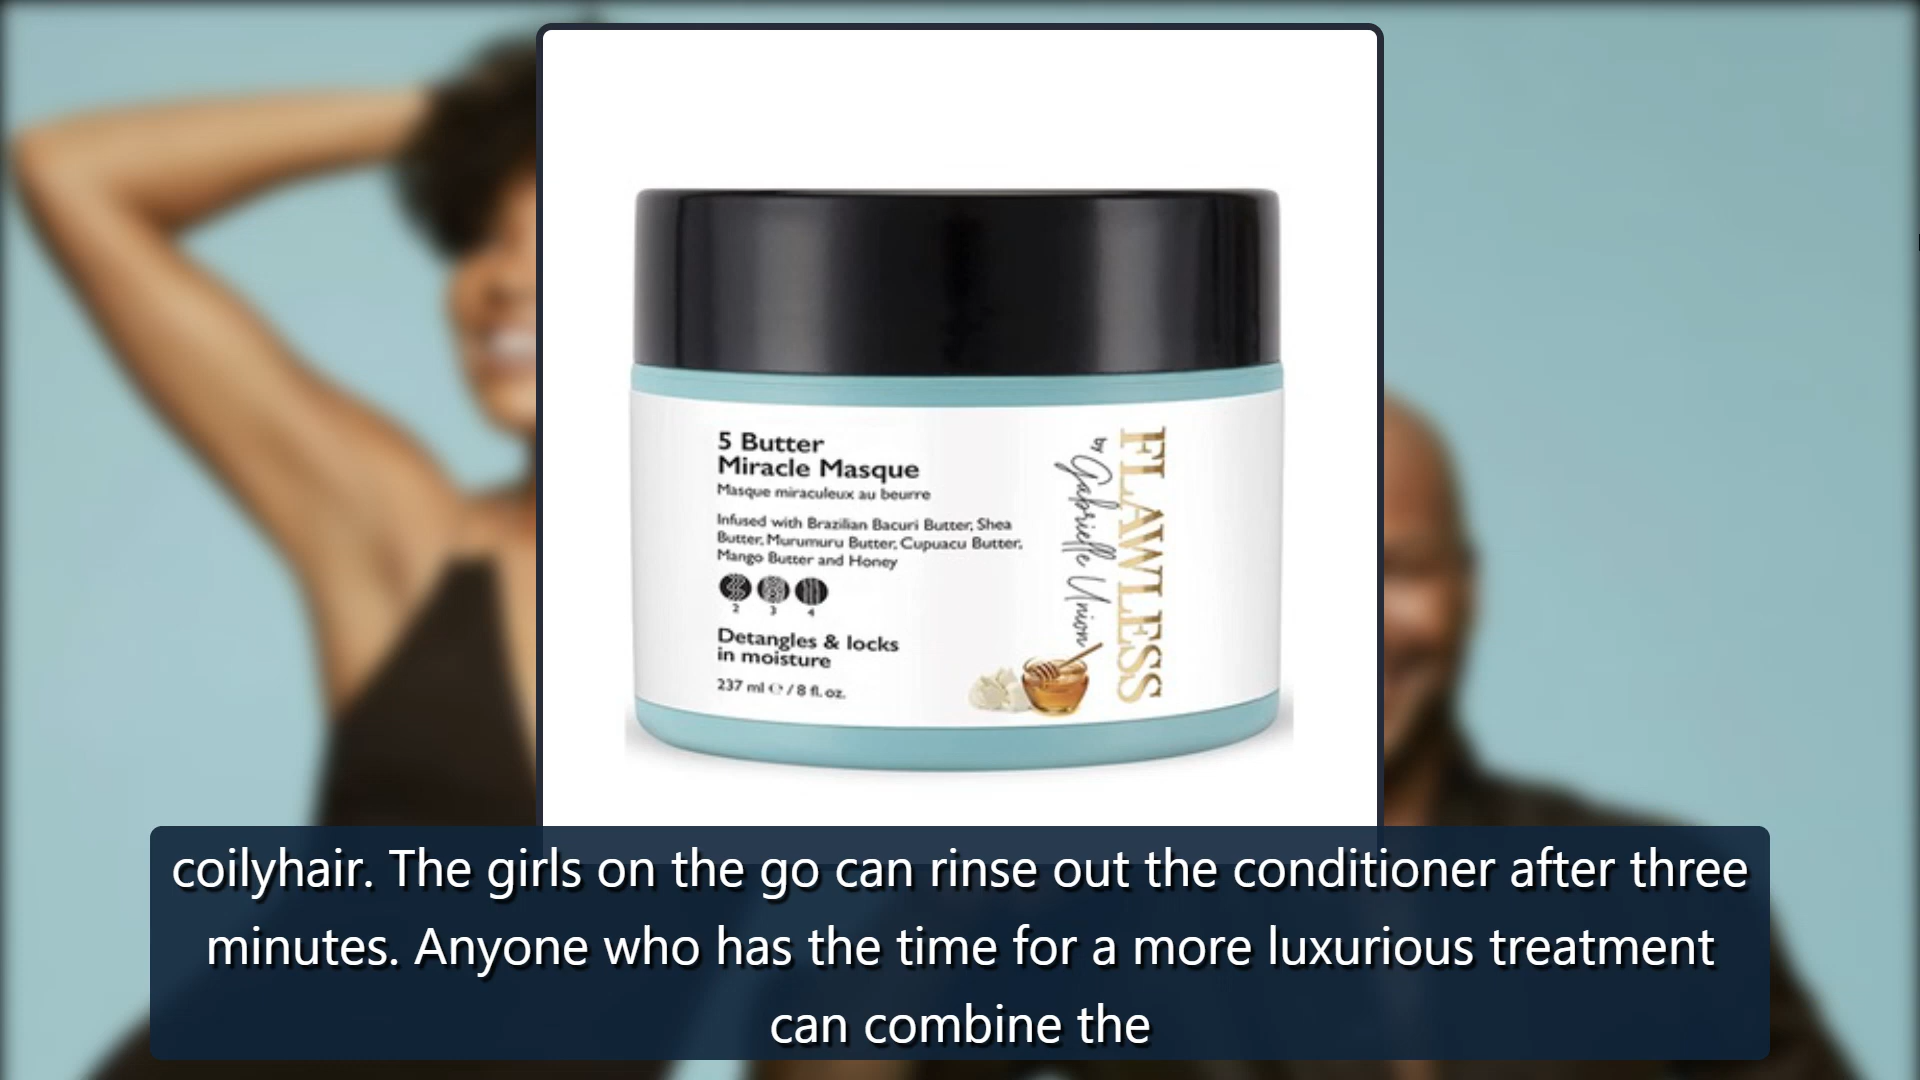 5 Butter
Miracle Masque
Masque miraculeux au beurre
Infused with Brazilian Bacuri Butter, Shea
Butter, Murumuru Butter, Cupuacu Butter,
Mango Butter and Honey
2 3 4
Detangles & locks
in moisture
237 ml ℮ / 8 fl. oz.
FLAWLESS
by Gabrielle Union
coilyhair. The girls on the go can rinse out the conditioner after three
minutes. Anyone who has the time for a more luxurious treatment
can combine the